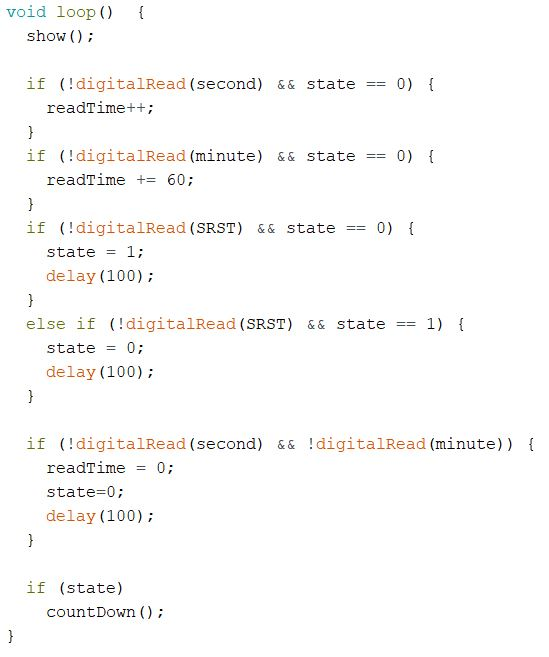 void loop()  {
  show();

  if (!digitalRead(second) && state == 0) {
    readTime++;
  }
  if (!digitalRead(minute) && state == 0) {
    readTime += 60;
  }
  if (!digitalRead(SRST) && state == 0) {
    state = 1;
    delay(100);
  }
  else if (!digitalRead(SRST) && state == 1) {
    state = 0;
    delay(100);
  }

  if (!digitalRead(second) && !digitalRead(minute)) {
    readTime = 0;
    state=0;
    delay(100);
  }

  if (state)
    countDown();
}